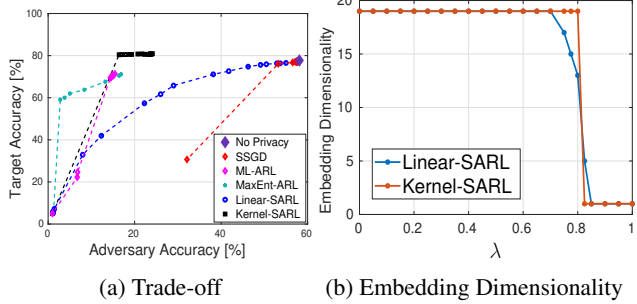 100
80
60
40
20
0
Target Accuracy [%]
No Privacy
SSGD
ML-ARL
MaxEnt-ARL
Linear-SARL
Kernel-SARL
0 20 40 60
Adversary Accuracy [%]
(a) Trade-off
20
15
10
5
0
Embedding Dimensionality
Linear-SARL
Kernel-SARL
0 0.2 0.4 0.6 0.8 1
λ
(b) Embedding Dimensionality